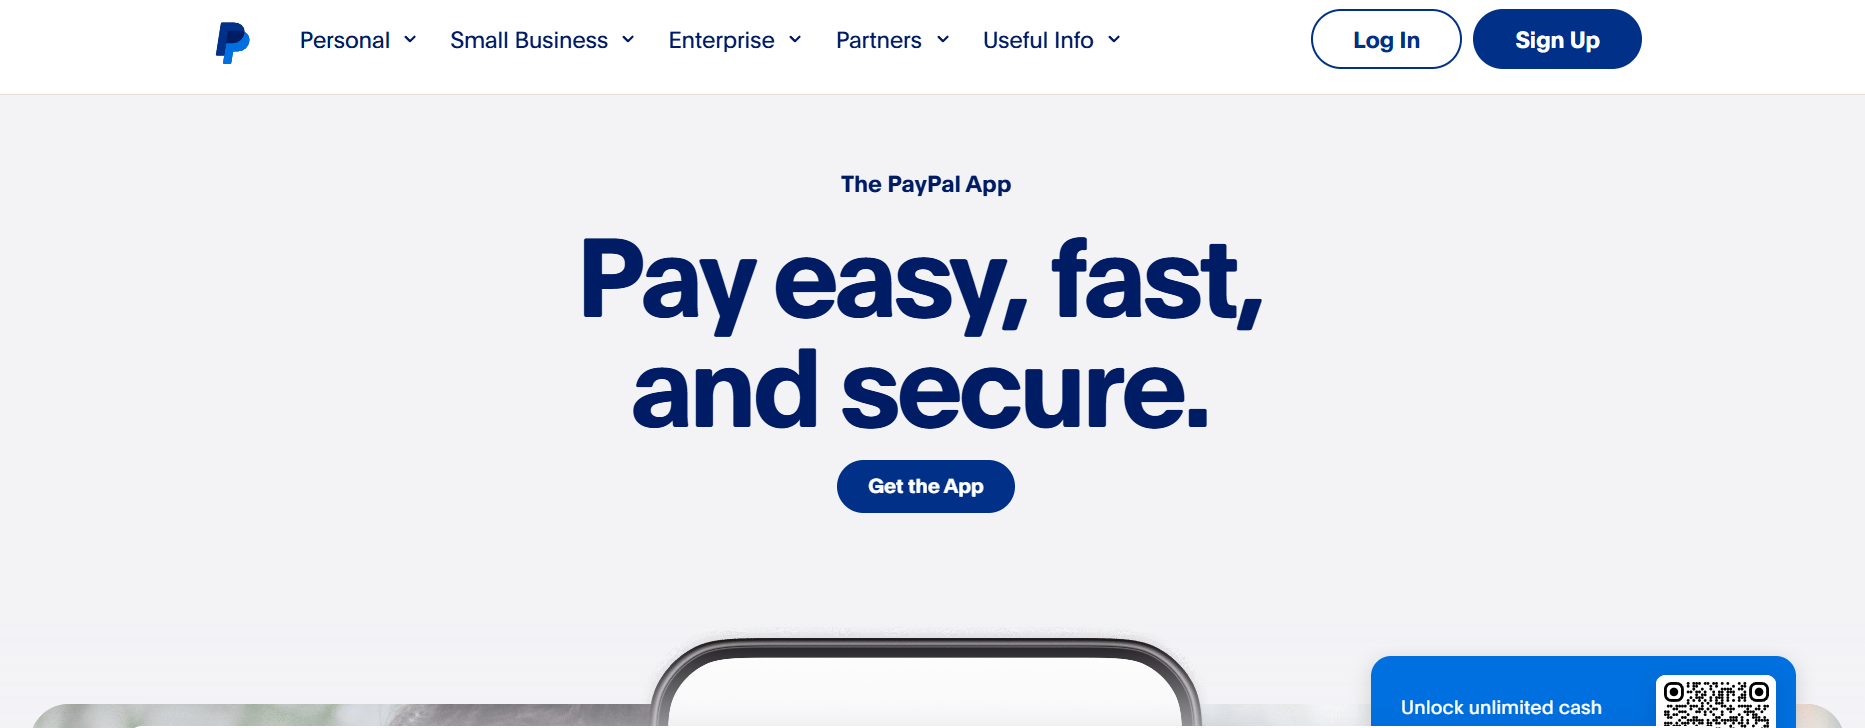 Personal
Small Business
Enterprise
Partners
Useful Info
Log In
Sign Up
The PayPal App
Pay easy, fast,
and secure.
Get the App
Unlock unlimited cash